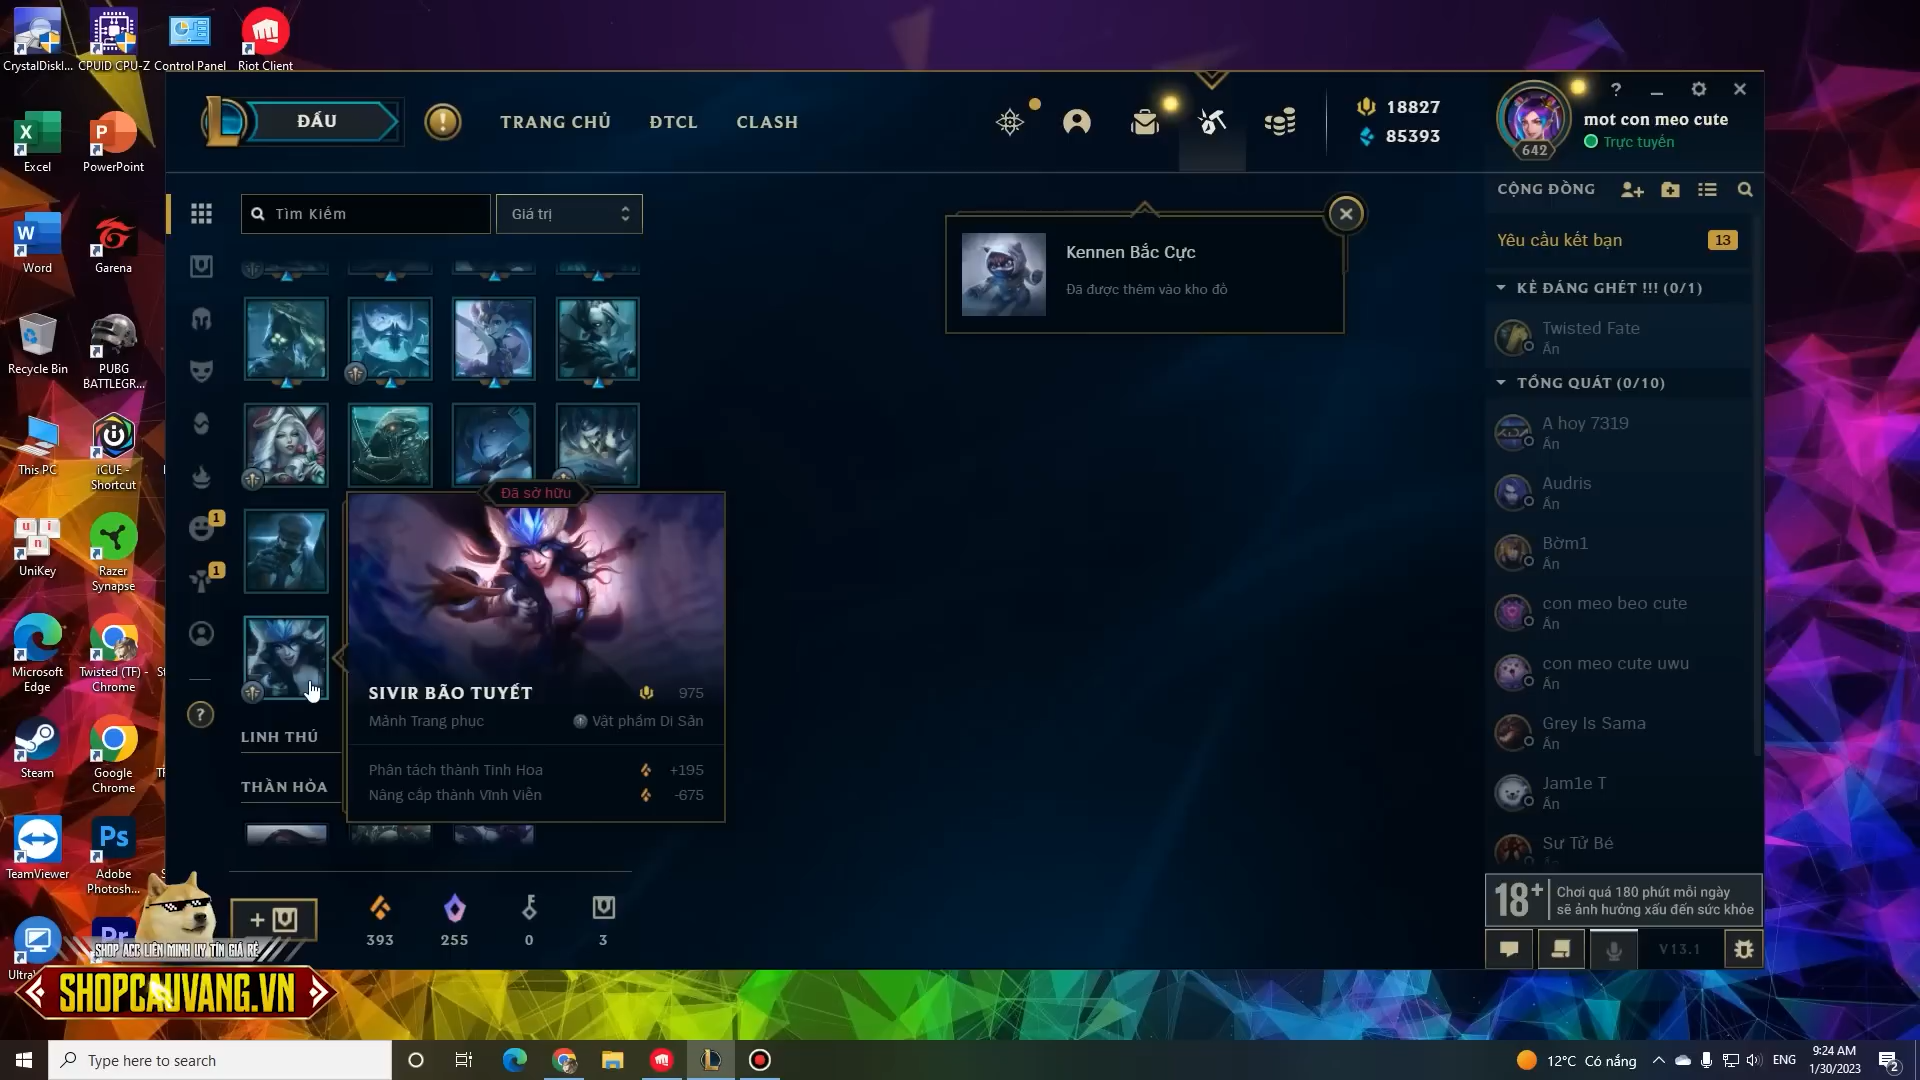 CrystalDiskI...
CPUID CPU-Z
Control Panel
Riot Client
Excel
PowerPoint
Word
Garena
Recycle Bin
PUBG
BATTLEGR...
This PC
iCUE -
Shortcut
UniKey
Razer
Synapse
Microsoft
Edge
Twisted (TF) -
Chrome
Steam
Google
Chrome
TeamViewer
Adobe
Photosh...
ĐẤU
TRANG CHỦ
ĐTCL
CLASH
18827
85393
642
mot con meo cute
Trực tuyến
Tìm Kiếm
Giá trị
Kennen Bắc Cực
Đã được thêm vào kho đồ
CỘNG ĐỒNG
Yêu cầu kết bạn
13
KẺ ĐÁNG GHÉT !!! (0/1)
Twisted Fate
Ẩn
TỔNG QUÁT (0/10)
A hoy 7319
Ẩn
Audris
Ẩn
Bờm1
Ẩn
con meo beo cute
Ẩn
con meo cute uwu
Ẩn
Grey Is Sama
Ẩn
Jam1e T
Ẩn
Sư Tử Bé
1
1
Đã sở hữu
SIVIR BÃO TUYẾT
975
Mảnh Trang phục
Vật phẩm Di Sản
Phân tách thành Tinh Hoa
+195
Nâng cấp thành Vĩnh Viễn
-675
LINH THÚ
THẦN HỎA
393
255
0
3
18+
Chơi quá 180 phút mỗi ngày
sẽ ảnh hưởng xấu đến sức khỏe
V13.1
SHOP ACC LIÊN MINH UY TÍN GIÁ RẺ
SHOPCAUVANG.VN
Type here to search
12°C Có nắng
ENG
9:24 AM
1/30/2023
2